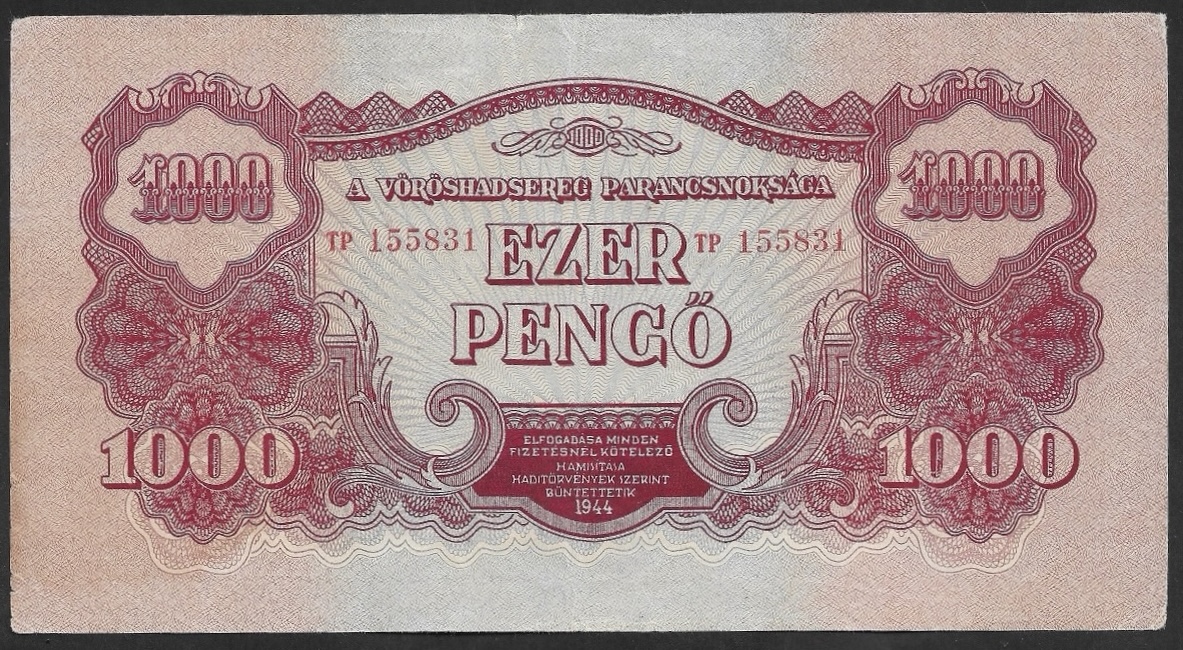 1000 1000
A VÖRÖSHADSEREG PARANCSNOKSÁGA
TP 155831 EZER TP 155831
PENGŐ
ELFOGADÁSA MINDEN
FIZETÉSNÉL KÖTELEZŐ
HAMISÍTÁSA
HADITÖRVÉNYEK SZERINT
BÜNTETTETIK
1944
1000 1000